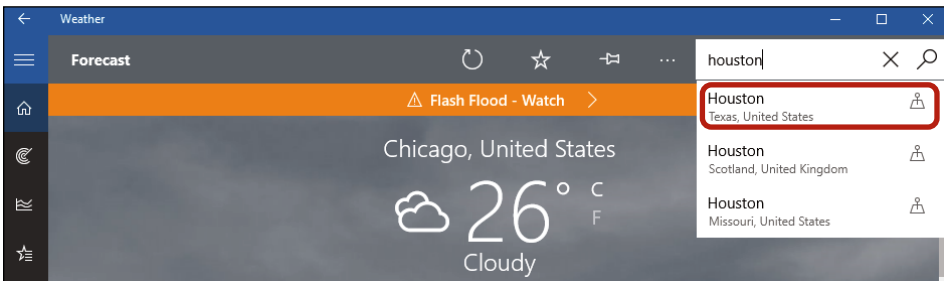 Weather
Forecast
houston
Flash Flood - Watch
Houston
Texas, United States
Houston
Scotland, United Kingdom
Houston
Missouri, United States
Chicago, United States
26° C
F
Cloudy